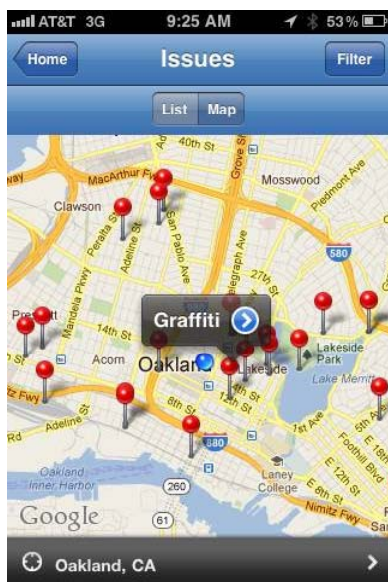 AT&T 3G 9:25 AM 53%
Home Issues Filter
List Map
40th St
MacArthur Fwy
Mosswood
Piedmont Ave
Grove S
Clawson
Peralta S
Adeline St
San Pablo Ave
Telegraph Ave
27th
580
Mandela Pkwy
Graffiti
14th St
Acorn
Oakland
Lakeside
Lakeside
Park
Lake Merritt
8th St
12th St
1st Ave
Adeline St
880
Foothill Blvd
E 12th St
Oakland
Inner Harbor
Laney
College
E 8th St
260
Nimitz Fwy
61
Google
Oakland, CA